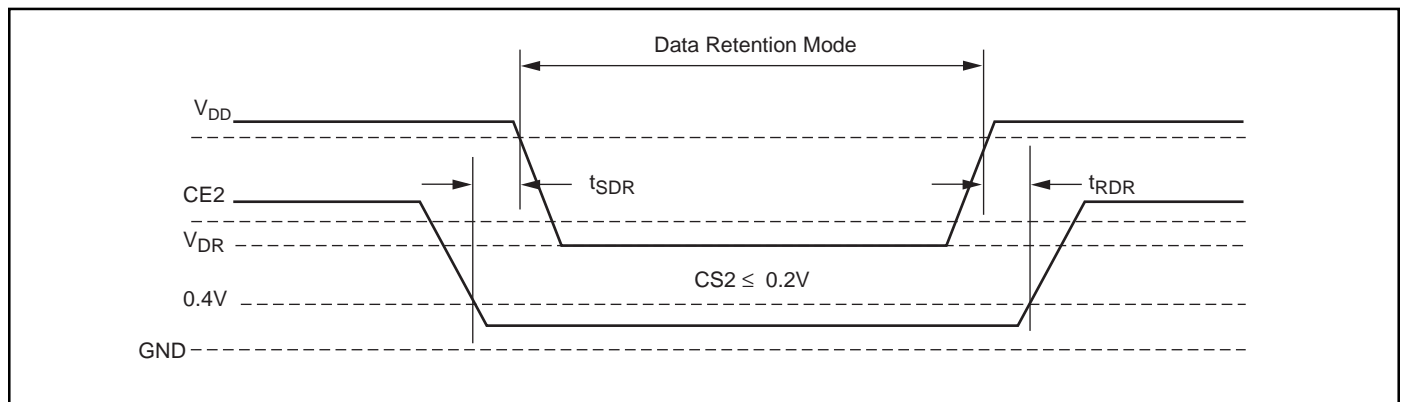 Data Retention Mode
VDD
tSDR
tRDR
CE2
VDR
CS2 ≤ 0.2V
0.4V
GND